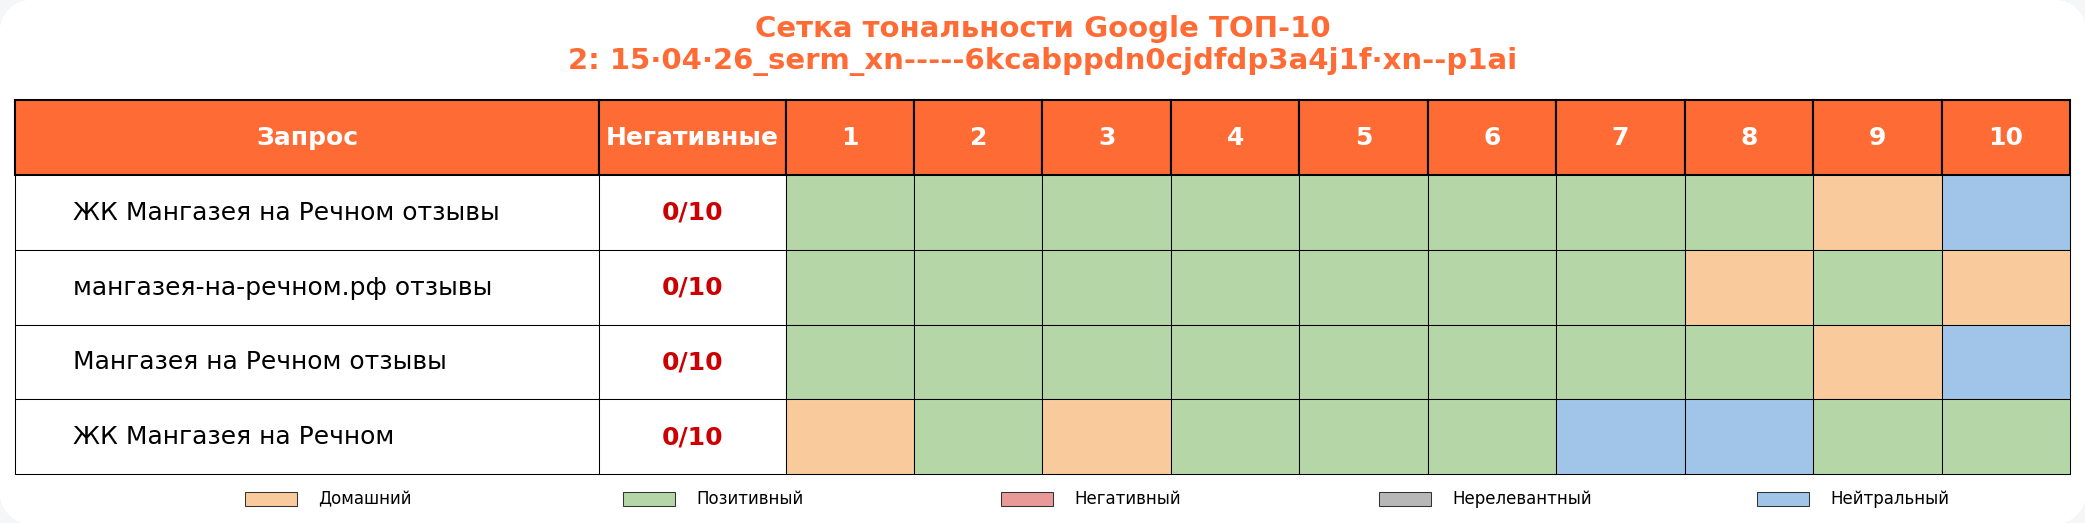 Сетка тональности Google ТОП-10
2: 15·04·26_serm_xn-----6kcabppdn0cjdfdp3a4j1f·xn--p1ai
Запрос Негативные 1 2 3 4 5 6 7 8 9 10
ЖК Мангазея на Речном отзывы 0/10
мангазея-на-речном.рф отзывы 0/10
Мангазея на Речном отзывы 0/10
ЖК Мангазея на Речном 0/10
Домашний Позитивный Негативный Нерелевантный Нейтральный